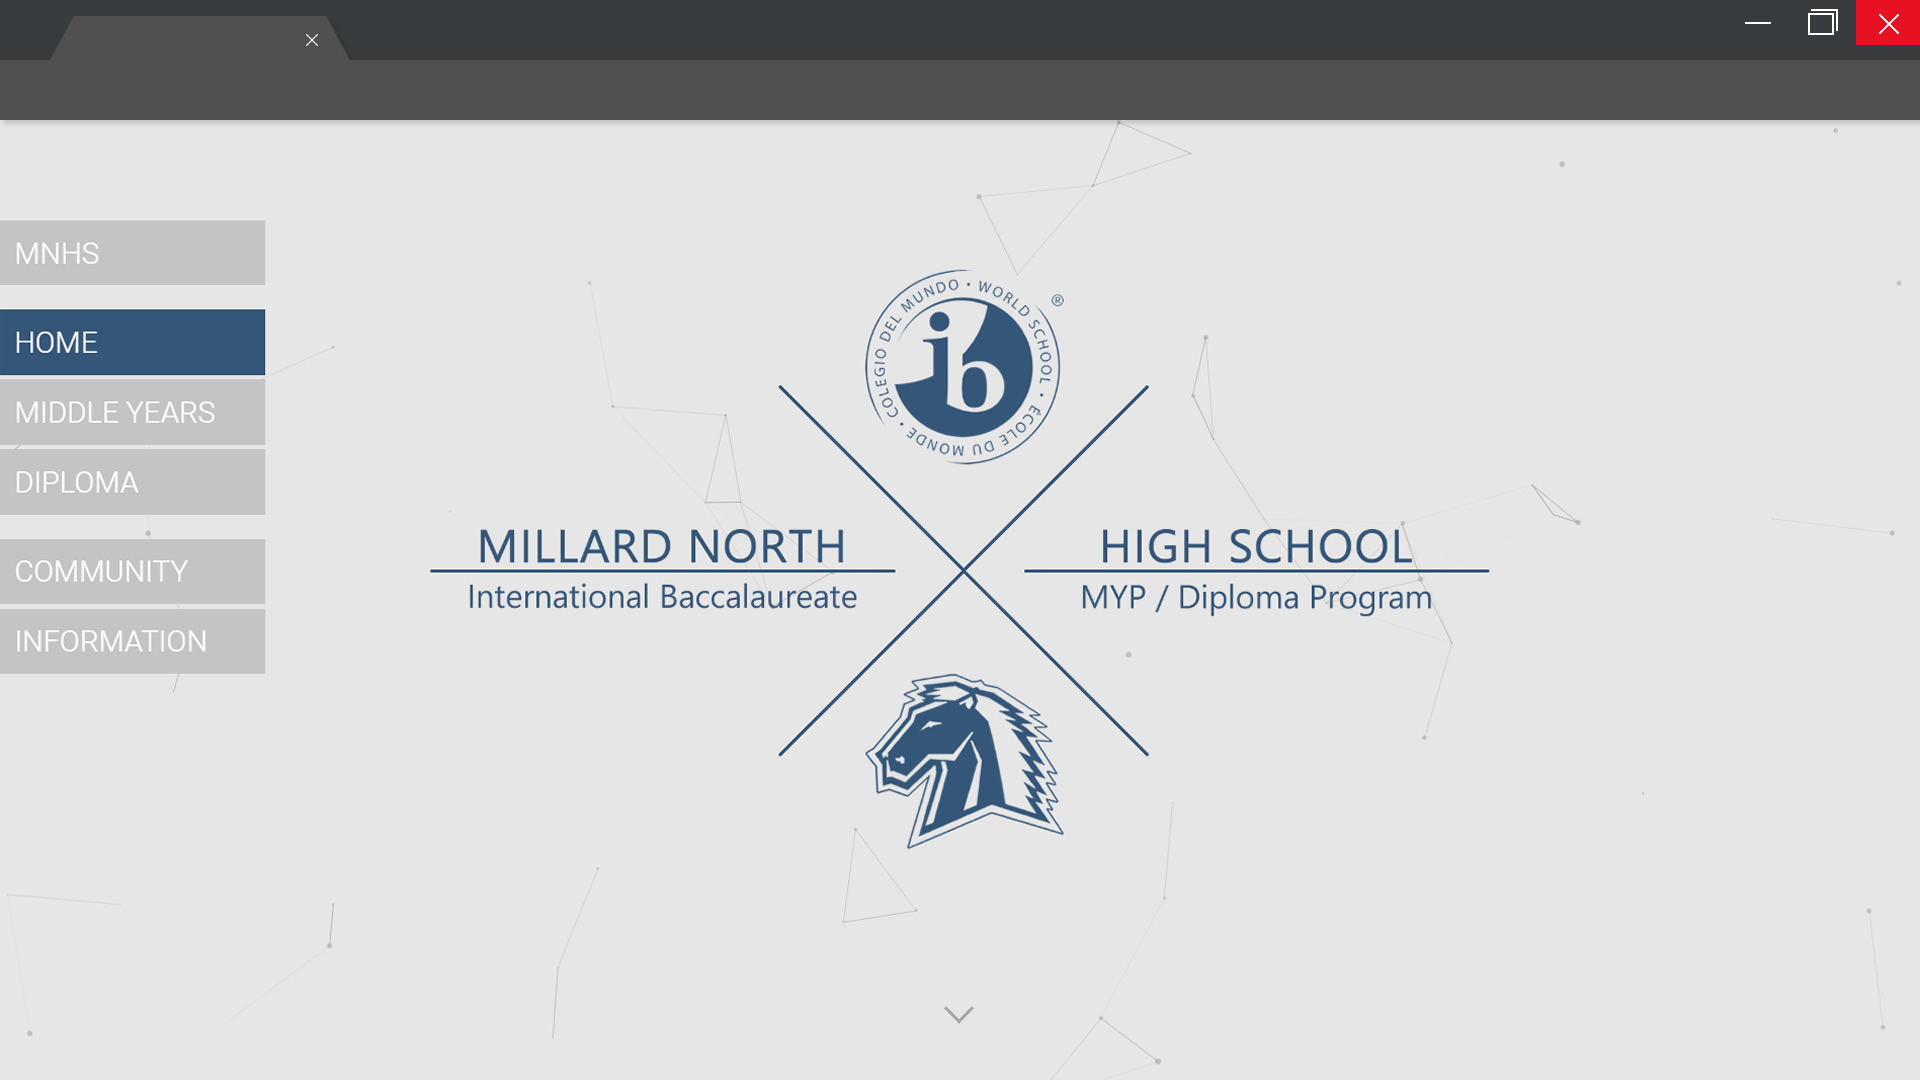 MNHS
HOME
MIDDLE YEARS
DIPLOMA
COMMUNITY
INFORMATION
COLEGIO DEL MUNDO • WORLD SCHOOL • ÉCOLE DU MONDE •
®
ib
MILLARD NORTH
International Baccalaureate
HIGH SCHOOL
MYP / Diploma Program